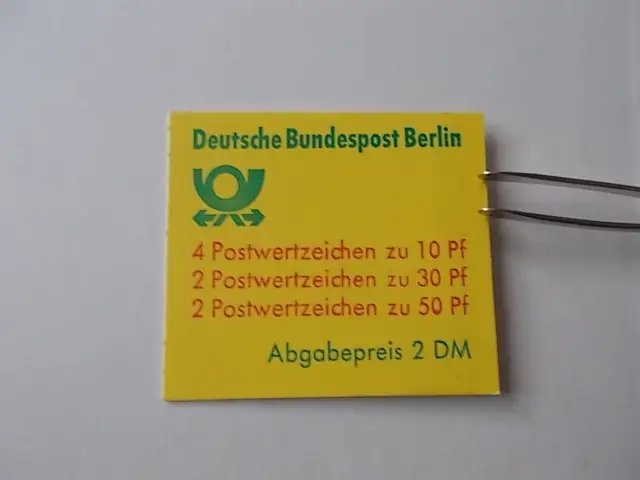 Deutsche Bundespost Berlin
4 Postwertzeichen zu 10 Pf
2 Postwertzeichen zu 30 Pf
2 Postwertzeichen zu 50 Pf
Abgabepreis 2 DM